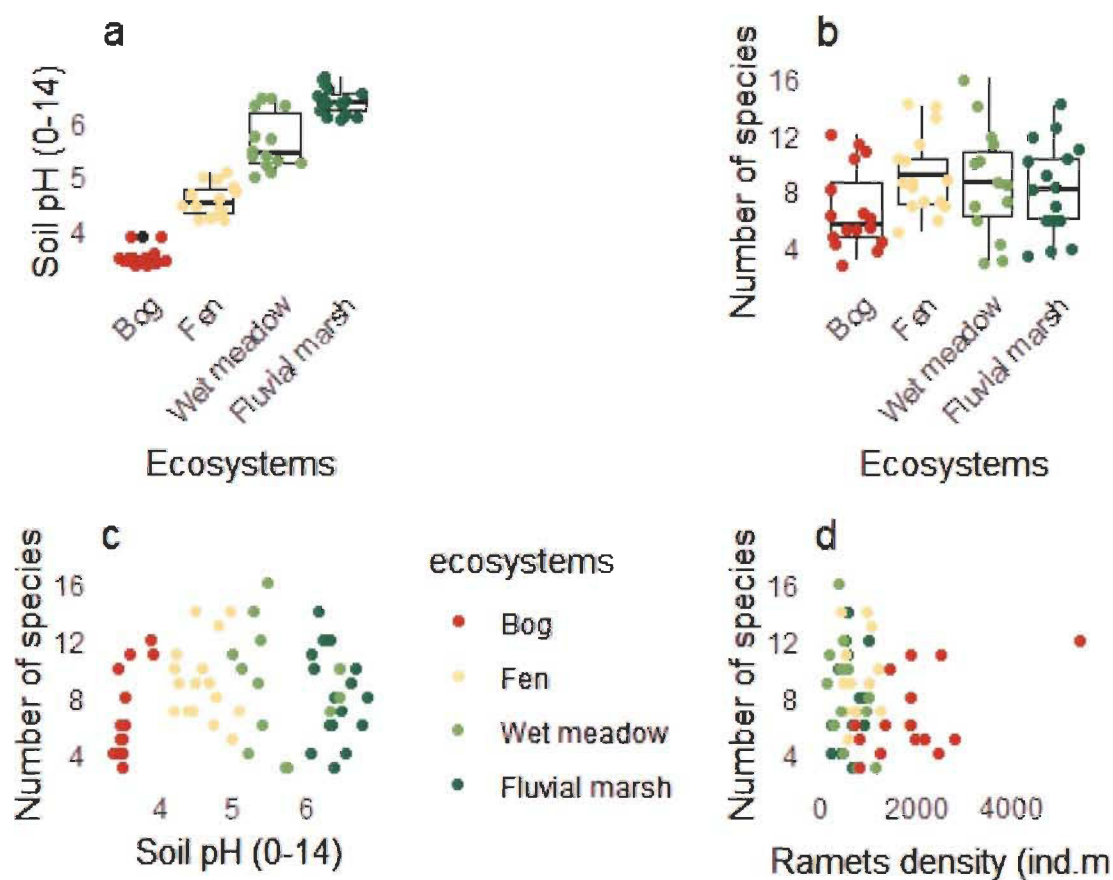 a
Soil pH (0-14)
6
5
4
Bog
Fen
Wet meadow
Fluvial marsh
Ecosystems
b
Number of species
16
12
8
4
Bog
Fen
Wet meadow
Fluvial marsh
Ecosystems
c
Number of species
16
12
8
4
4
5
6
Soil pH (0-14)
ecosystems
Bog
Fen
Wet meadow
Fluvial marsh
d
Number of species
16
12
8
4
0
2000
4000
Ramets density (ind.m